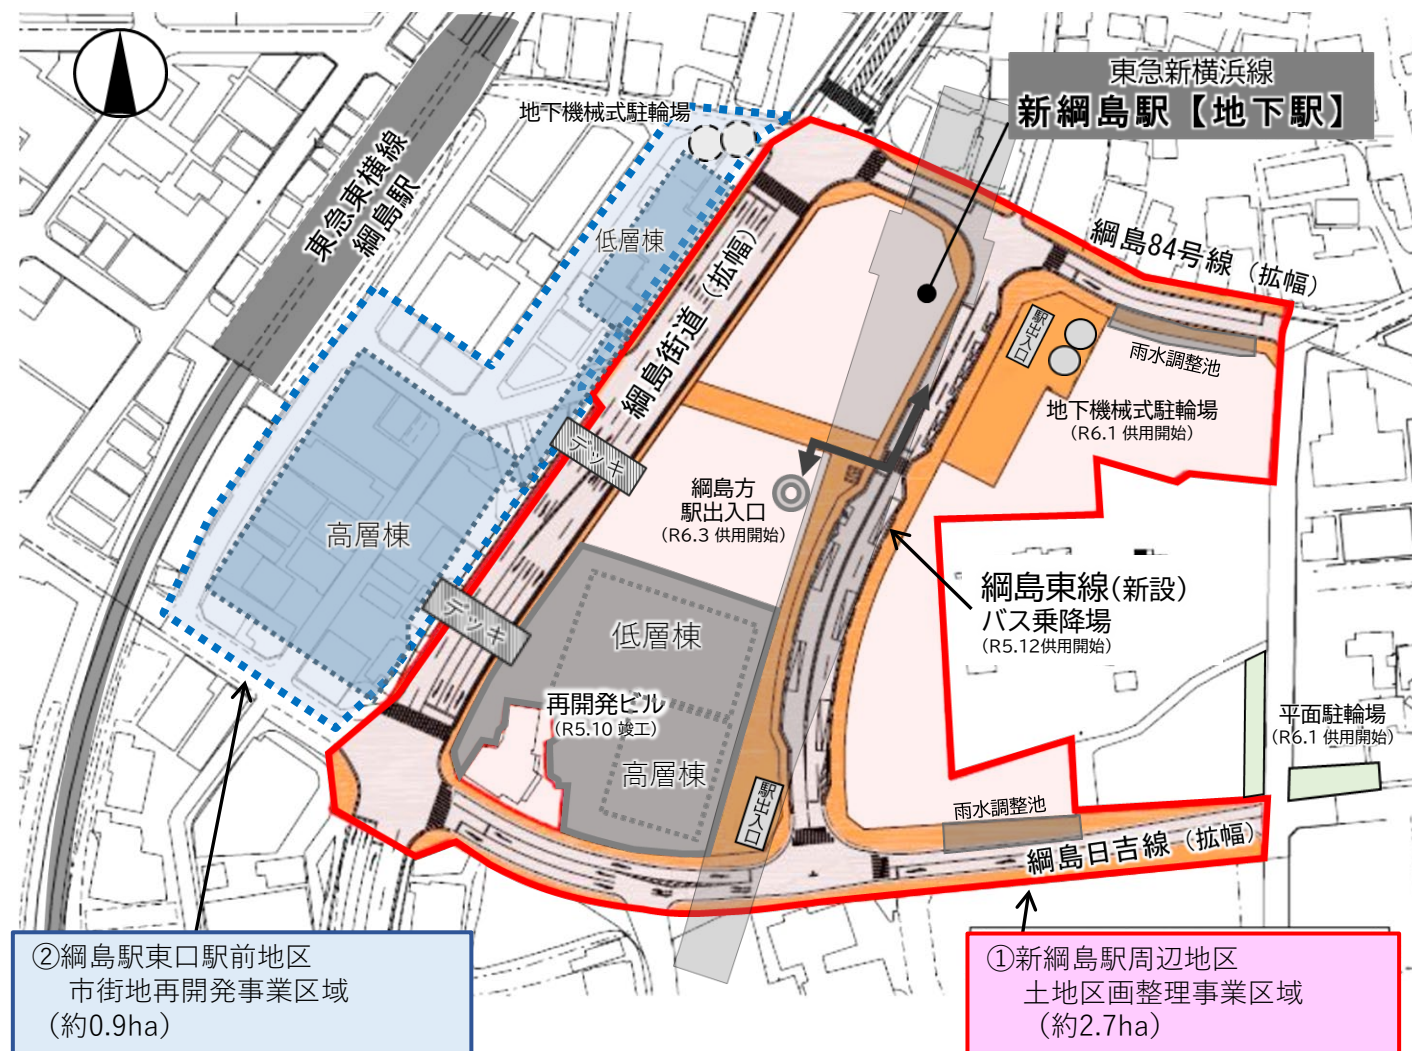 東急新横浜線
新綱島駅【地下駅】
地下機械式駐輪場
東急東横線
綱島駅
低層棟
綱島街道（拡幅）
綱島84号線（拡幅）
駅出入口
雨水調整池
地下機械式駐輪場
(R6.1 供用開始)
デッキ
高層棟
綱島方
駅出入口
(R6.3 供用開始)
綱島東線(新設)
バス乗降場
(R5.12供用開始)
デッキ
低層棟
再開発ビル
(R5.10 竣工)
高層棟
駅出入口
平面駐輪場
(R6.1 供用開始)
雨水調整池
綱島日吉線（拡幅）
②綱島駅東口駅前地区
市街地再開発事業区域
（約0.9ha）
①新綱島駅周辺地区
土地区画整理事業区域
（約2.7ha）